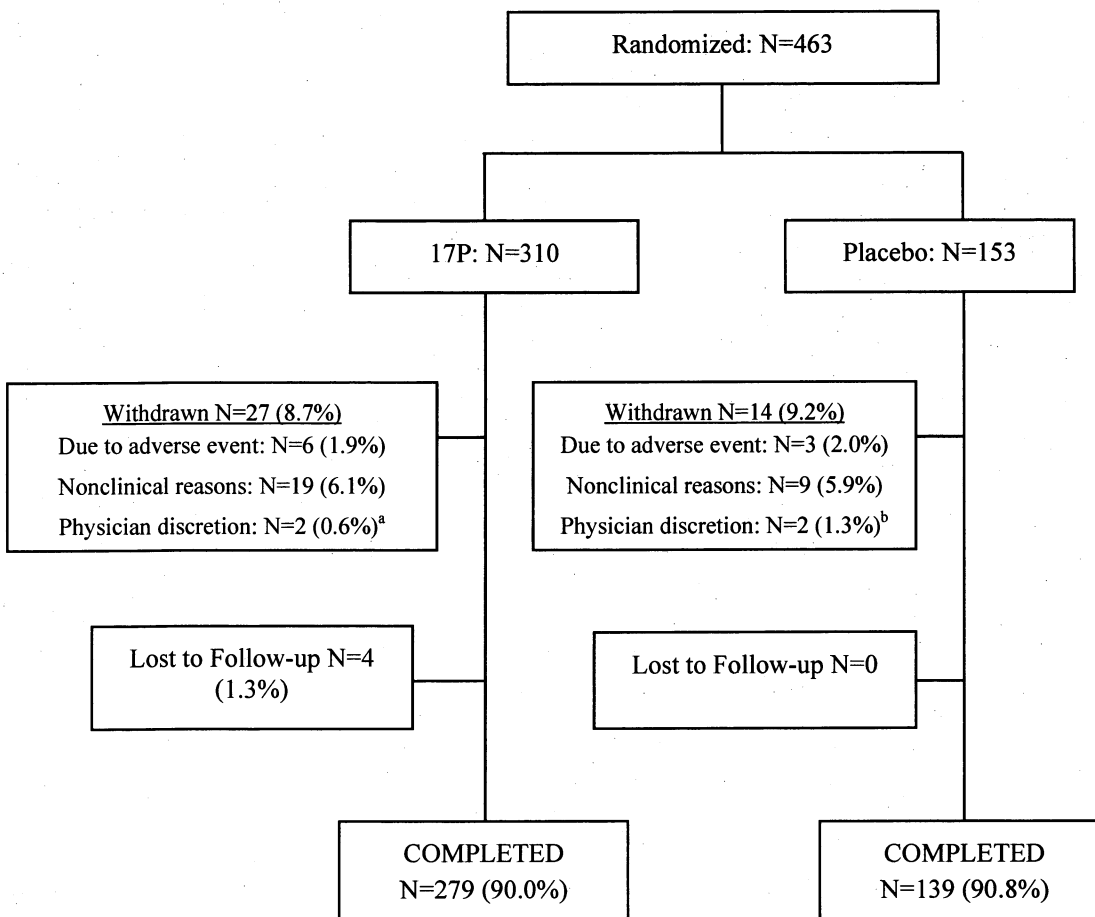 Randomized: N=463
17P: N=310
Placebo: N=153
Withdrawn N=27 (8.7%)
Due to adverse event: N=6 (1.9%)
Nonclinical reasons: N=19 (6.1%)
Physician discretion: N=2 (0.6%)a
Withdrawn N=14 (9.2%)
Due to adverse event: N=3 (2.0%)
Nonclinical reasons: N=9 (5.9%)
Physician discretion: N=2 (1.3%)b
Lost to Follow-up N=4
(1.3%)
Lost to Follow-up N=0
COMPLETED
N=279 (90.0%)
COMPLETED
N=139 (90.8%)